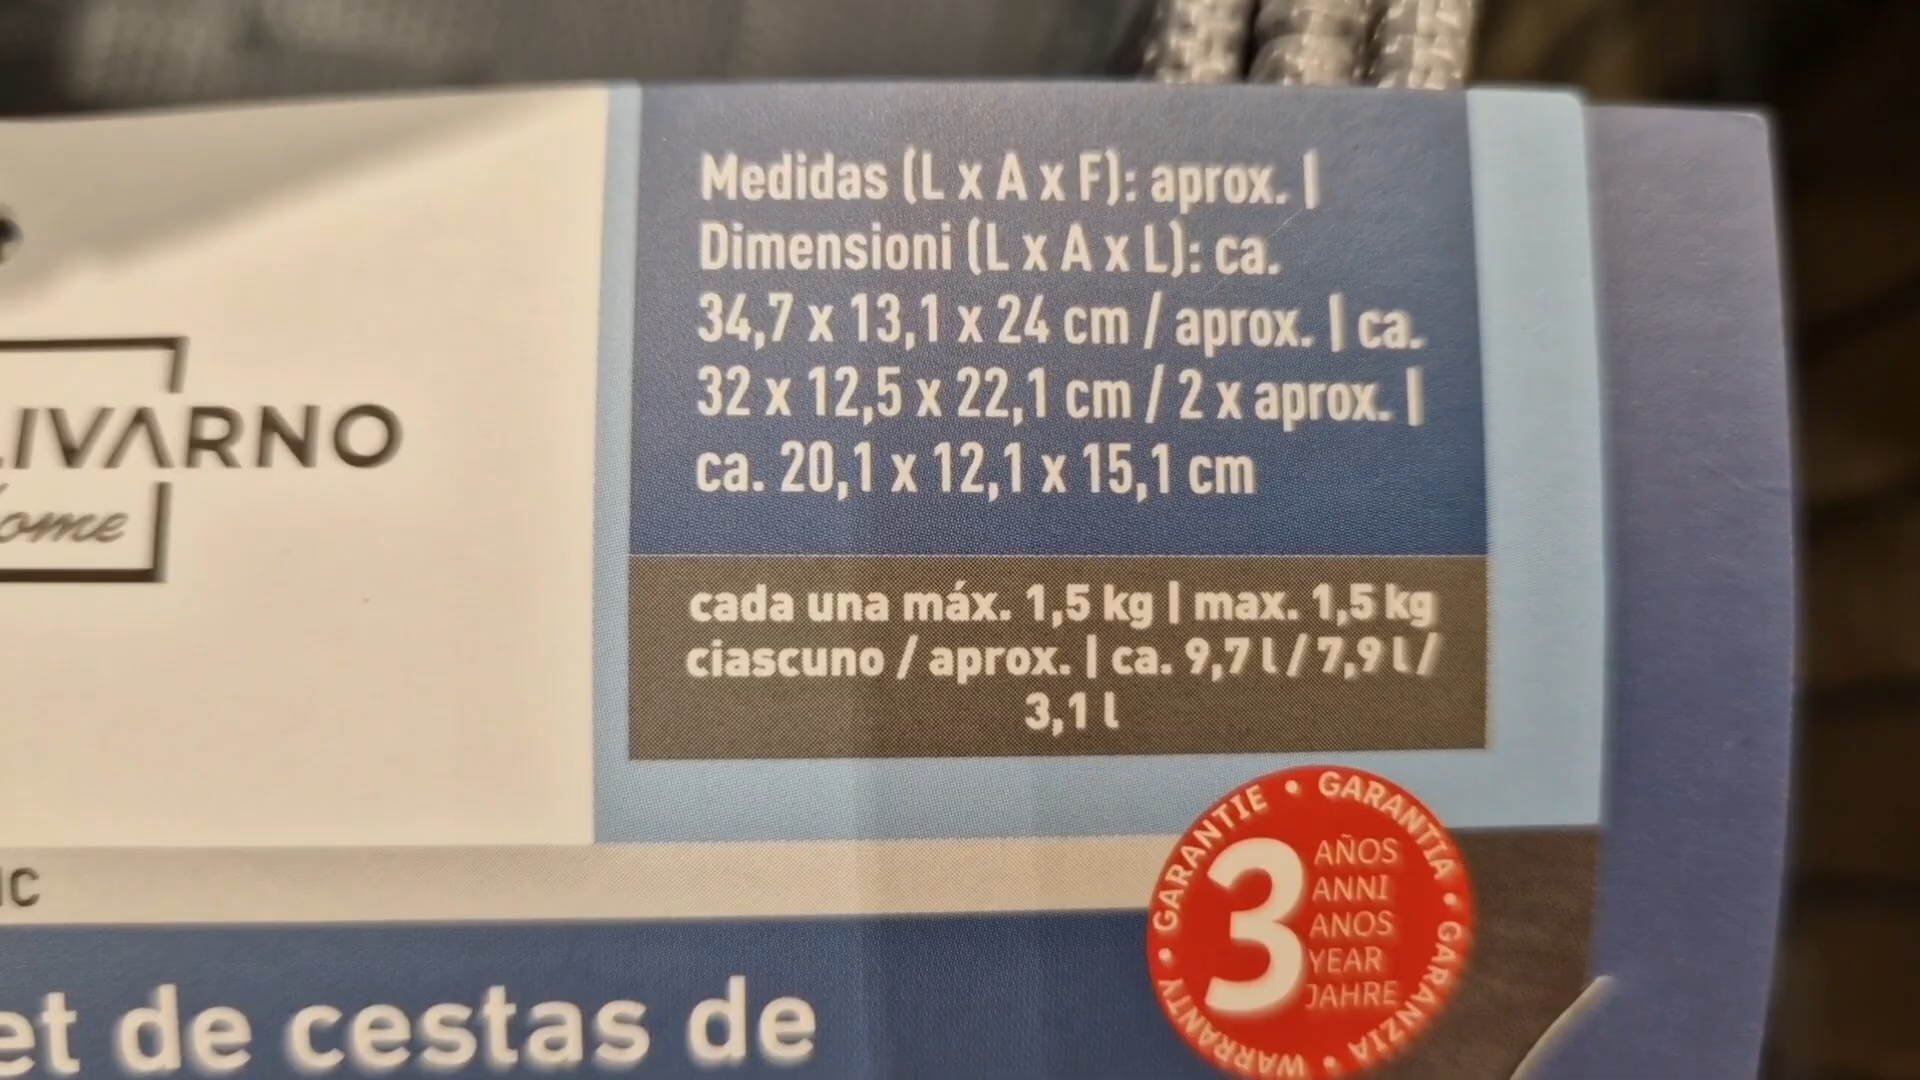 Medidas (L x A x F): aprox. |
Dimensioni (L x A x L): ca.
34,7 x 13,1 x 24 cm / aprox. | ca.
32 x 12,5 x 22,1 cm / 2 x aprox. |
ca. 20,1 x 12,1 x 15,1 cm
cada una máx. 1,5 kg | max. 1,5 kg
ciascuno / aprox. | ca. 9,7 l / 7,9 l /
3,1 l
LIVARNO
home
IC
et de cestas de
GARANTIE • GARANTIA • GARANZIA • WARRANTY •
3
AÑOS
ANNI
ANOS
YEAR
JAHRE